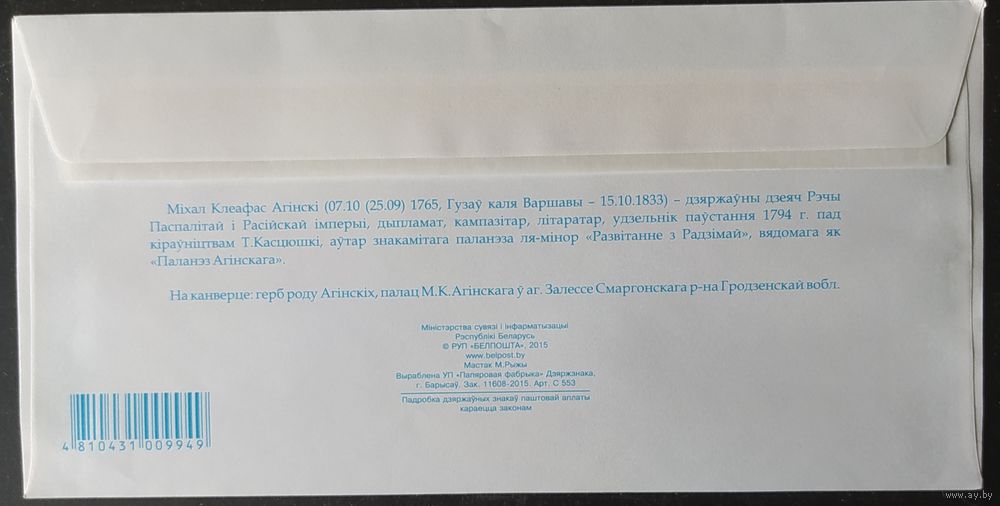 Міхал Клеафас Агінскі (07.10 (25.09) 1765, Гузаў каля Варшавы – 15.10.1833) – дзяржаўны дзеяч Рэчы
Паспалітай і Расійскай імперыі, дыпламат, кампазітар, літаратар, удзельнік паўстання 1794 г. пад
кіраўніцтвам Т.Касцюшкі, аўтар знакамітага паланэза ля-мінор «Развітанне з Радзімай», вядомага як
«Паланэз Агінскага».
На канверце: герб роду Агінскіх, палац М.К.Агінскага ў аг. Залессе Смаргонскага р-на Гродзенскай вобл.
Міністэрства сувязі і інфарматызацыі
Рэспублікі Беларусь
© РУП «БЕЛПОШТА», 2015
www.belpost.by
Мастак М.Рыжы
Выраблена УП «Папяровая фабрыка» Дзяржзнака,
г. Барысаў. Зак. 11608-2015. Арт. С 553
Падробка дзяржаўных знакаў паштовай аплаты
караецца законам
4 810431 009949
www.ay.by